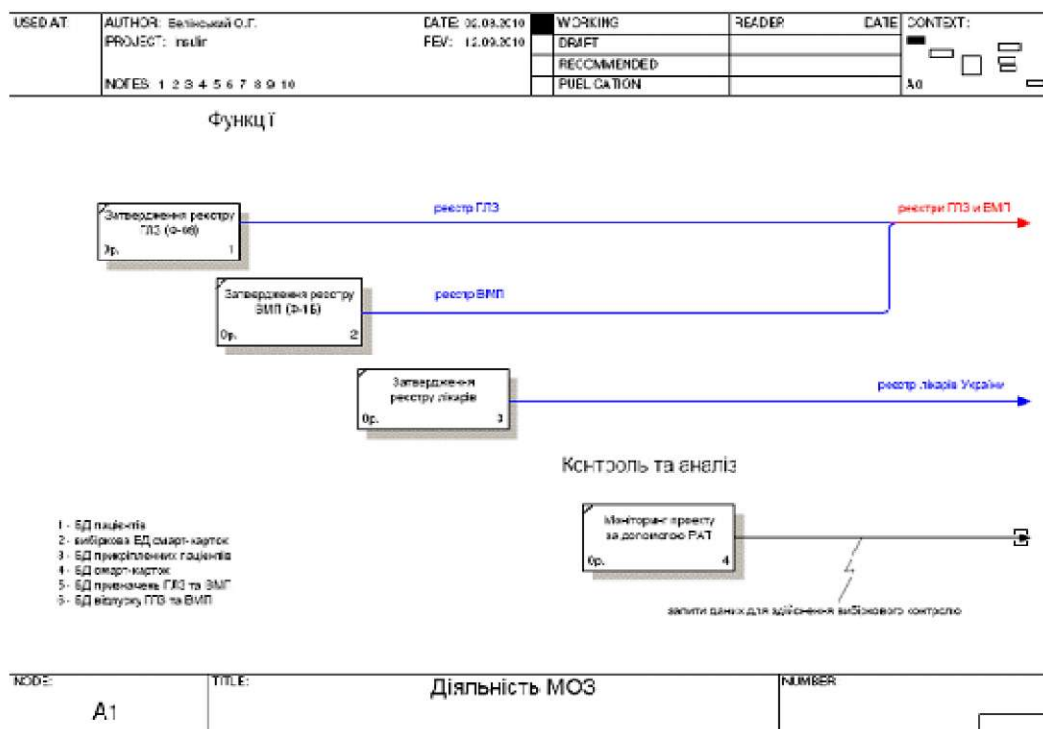 USED AT:
AUTHOR: Белінський О.Г.
DATE: 02.08.2010
WORKING
READER
DATE
CONTEXT:
PROJECT: insulin
REV: 12.09.2010
DRAFT
RECOMMENDED
NOTES: 1 2 3 4 5 6 7 8 9 10
PUBLICATION
A0
Функції
Затвердження реєстру
ГЛЗ
0р.
1
реєстр ГЛЗ
реєстри ГЛЗ и ВМП
Затвердження реєстру
ВМП (Ф-1Б)
0р.
2
реєстр ВМП
Затвердження
реєстру лікарів
0р.
3
реєстр лікарів України
Контроль та аналіз
Моніторинг проекту
за допомогою РАТ
0р.
4
запити даних для здійснення вибіркового контролю
1 - БД пацієнтів
2 - вибіркова БД смарт-карток
3 - БД прикріпленних пацієнтів
4 - БД смарт-карток
5 - БД призначень ГЛЗ та ВМП
6 - БД відпуску ГЛЗ та ВМП
NODE:
TITLE:
NUMBER
A1
Діяльність МОЗ